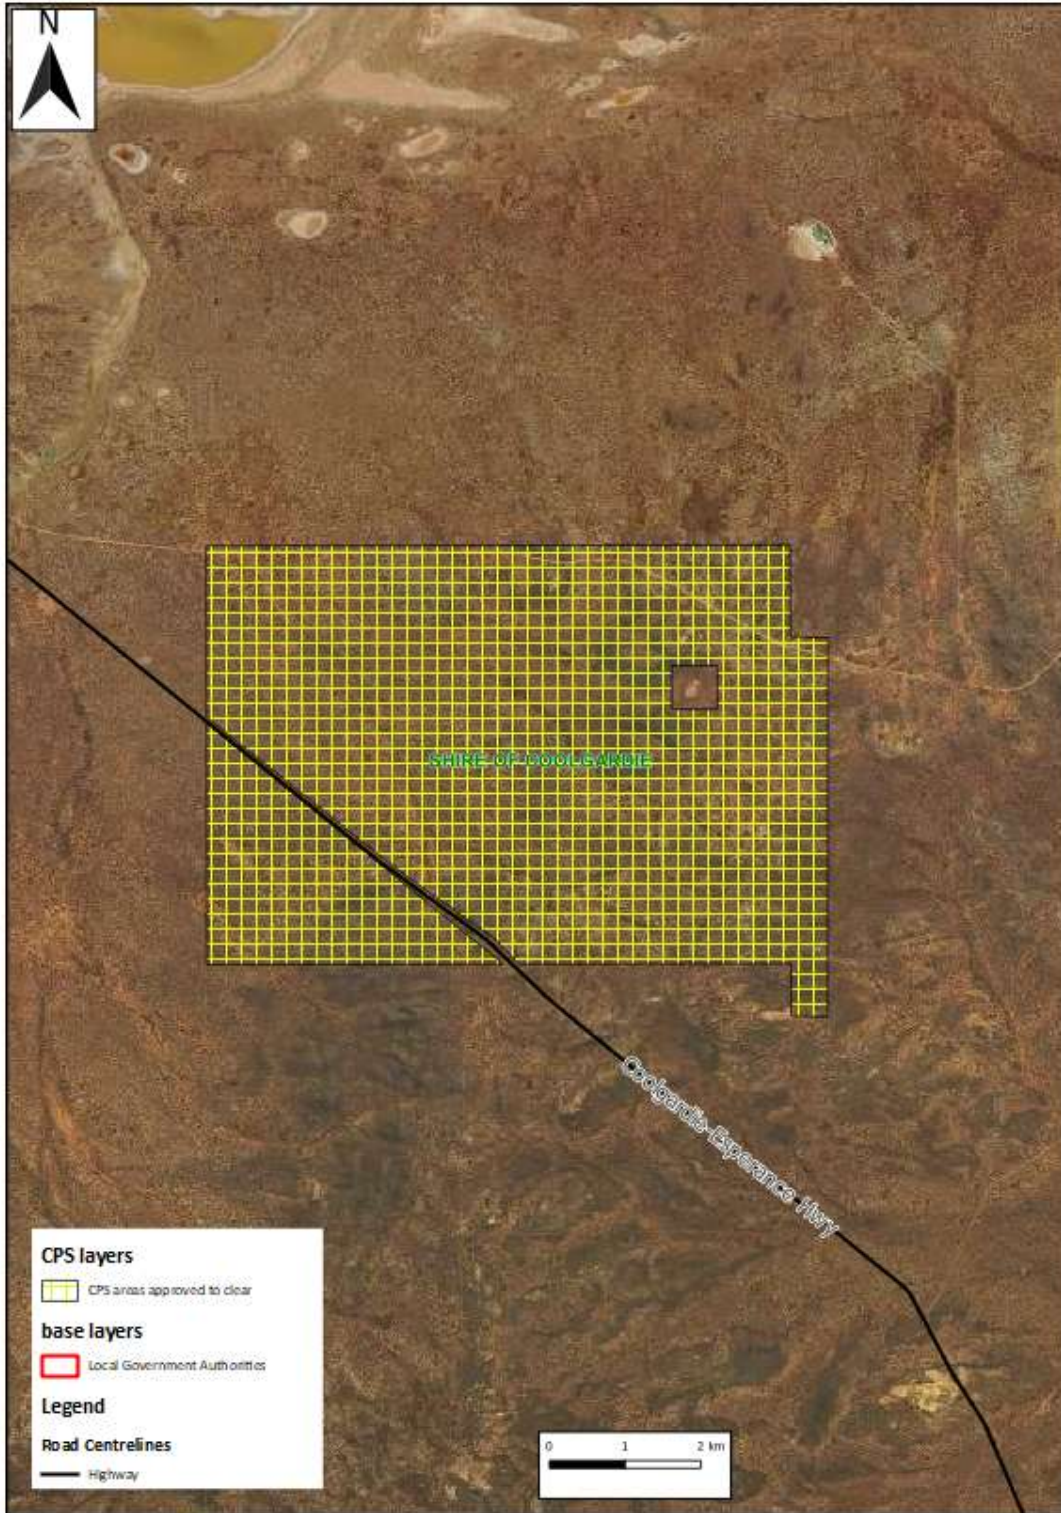 N
SHIRE OF COOLGARDIE
Coolgardie-Esperance Hwy
CPS layers
CPS areas approved to clear
base layers
Local Government Authorities
Legend
Road Centrelines
Highway
0 1 2 km